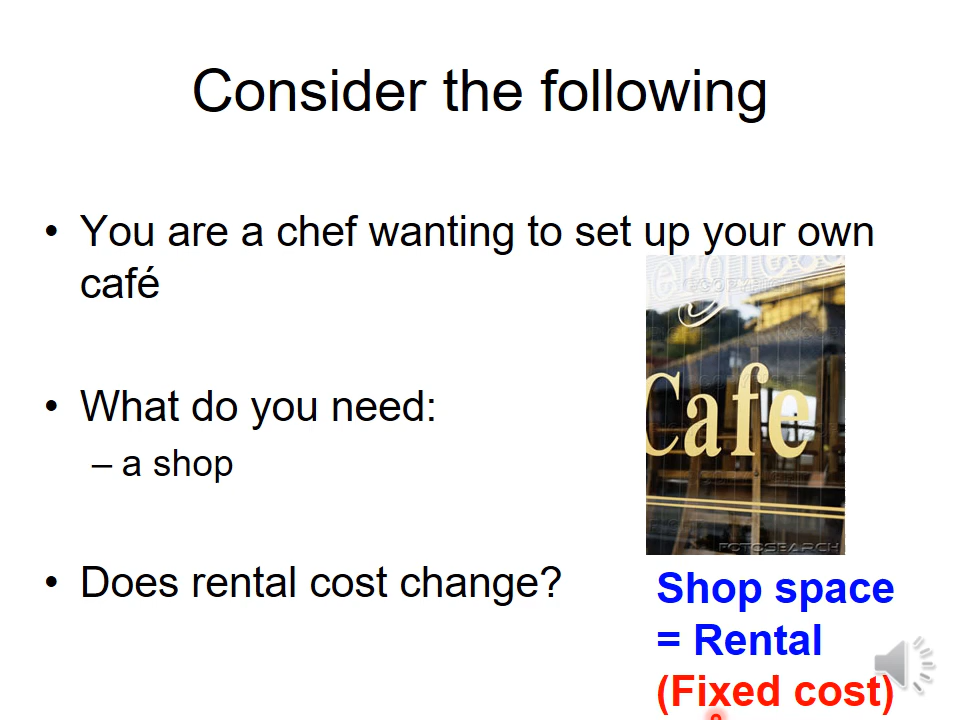 Consider the following
• You are a chef wanting to set up your own
café
• What do you need:
– a shop
Cafe
FOTOSEARCH
• Does rental cost change?
Shop space
= Rental
(Fixed cost)